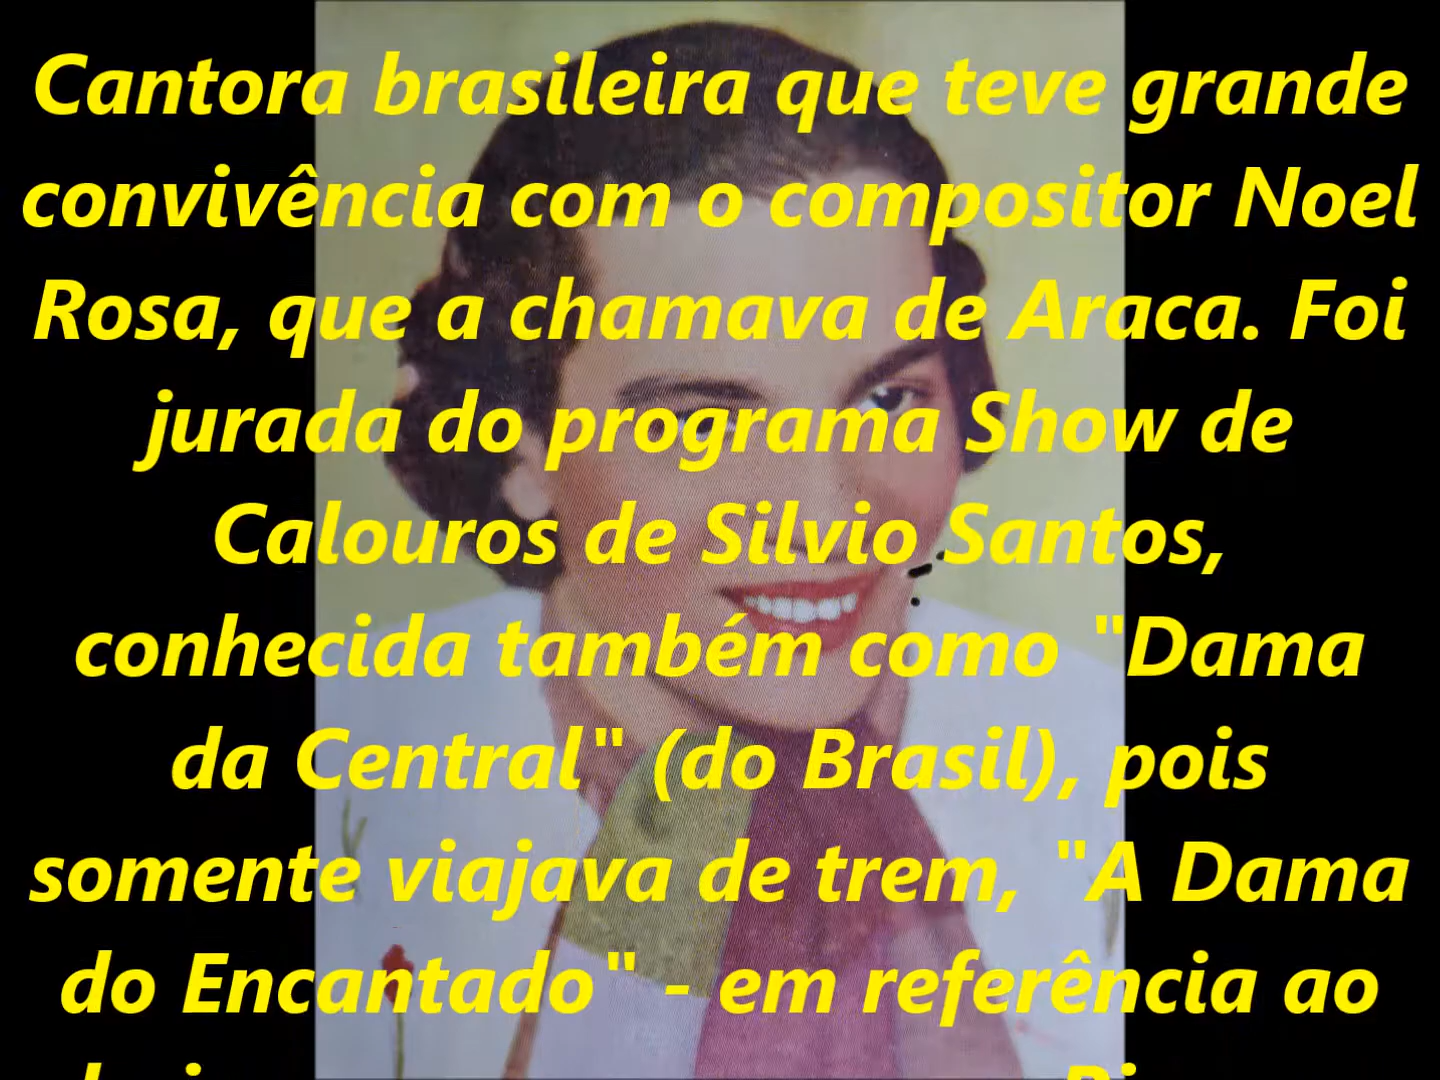 Cantora brasileira que teve grande
convivência com o compositor Noel
Rosa, que a chamava de Araca. Foi
jurada do programa Show de
Calouros de Silvio Santos,
conhecida também como "Dama
da Central" (do Brasil), pois
somente viajava de trem, "A Dama
do Encantado" - em referência ao